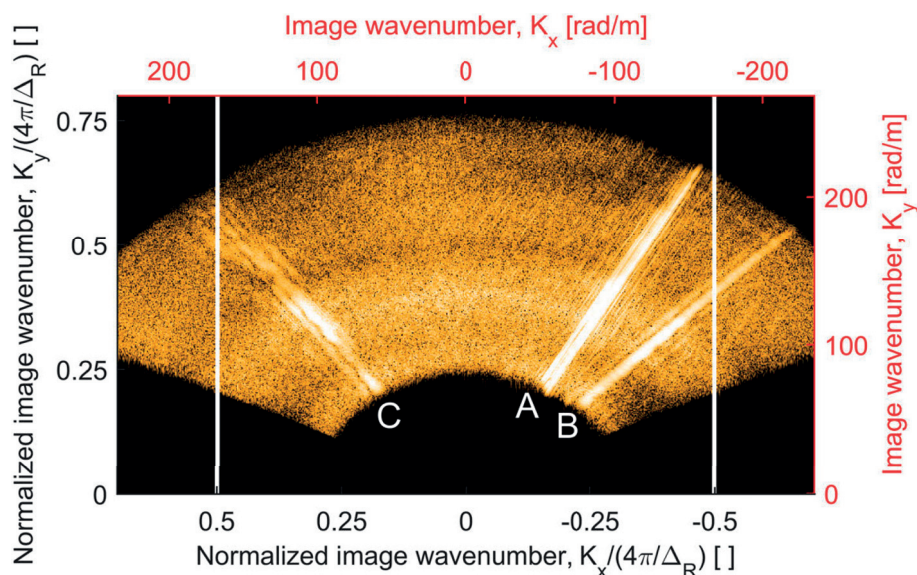 Image wavenumber, K_x [rad/m]
200 100 0 -100 -200
Normalized image wavenumber, K_y/(4π/Δ_R) [ ]
0.75
0.5
0.25
0
C A B
200
100
0
Image wavenumber, K_y [rad/m]
0.5 0.25 0 -0.25 -0.5
Normalized image wavenumber, K_x/(4π/Δ_R) [ ]